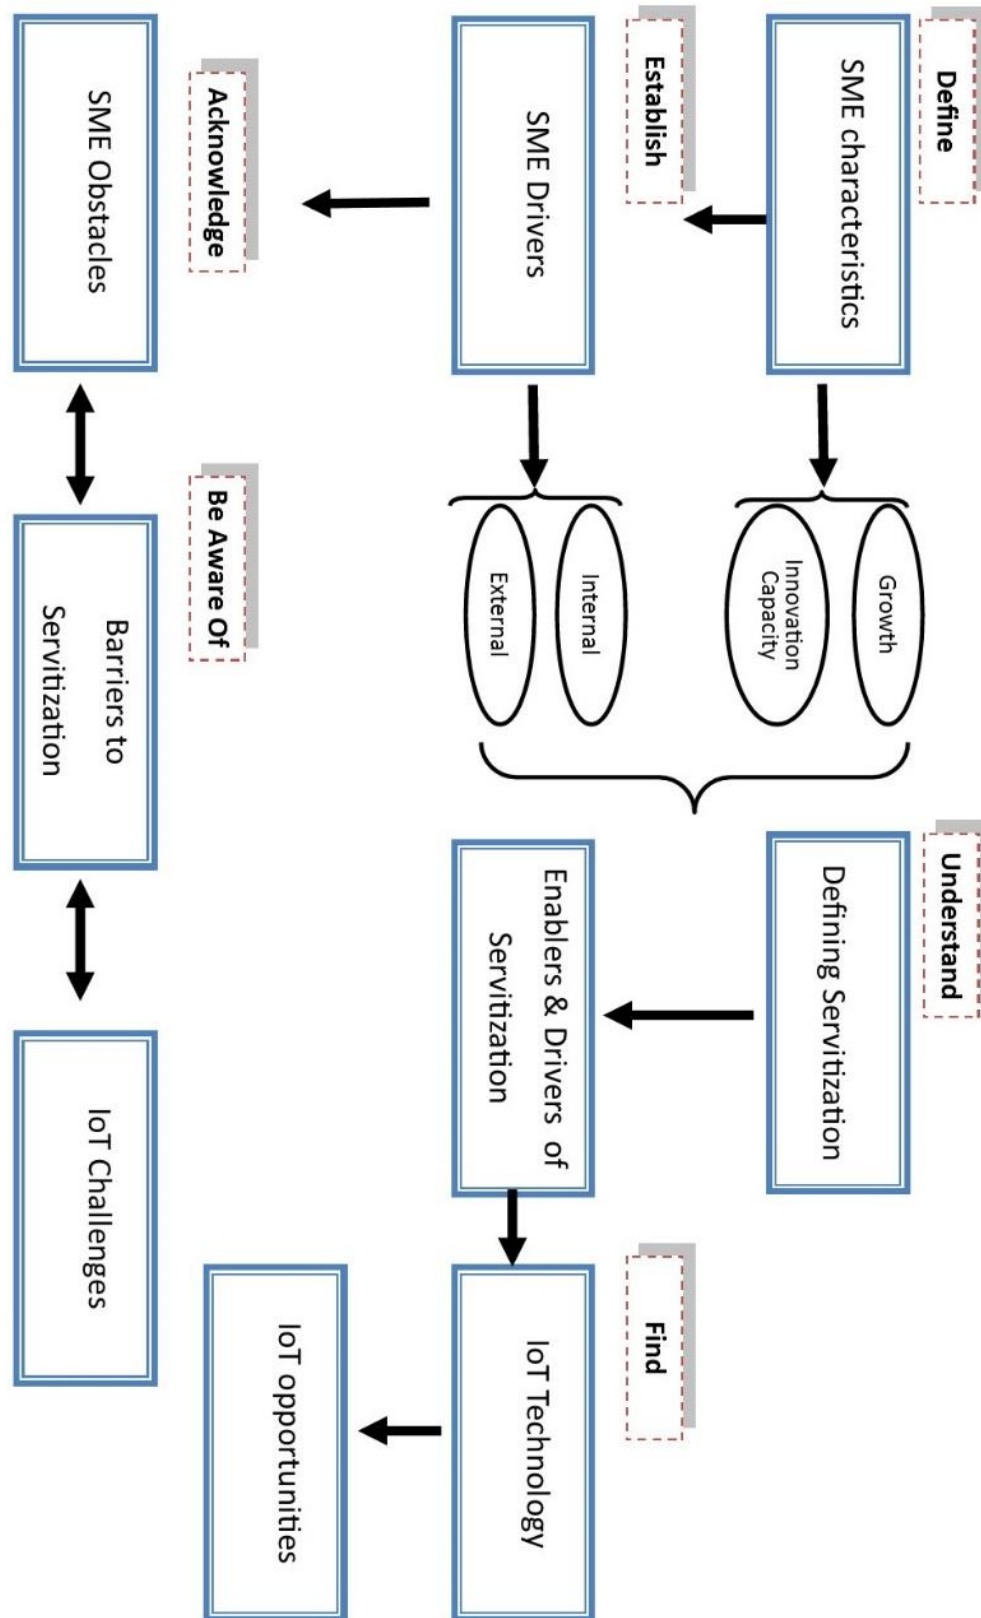 Define
SME characteristics
Growth
Innovation
Capacity
Understand
Defining Servitization
Establish
SME Drivers
Internal
External
Enablers & Drivers of
Servitization
Find
IoT Technology
IoT opportunities
Acknowledge
SME Obstacles
Be Aware Of
Barriers to
Servitization
IoT Challenges